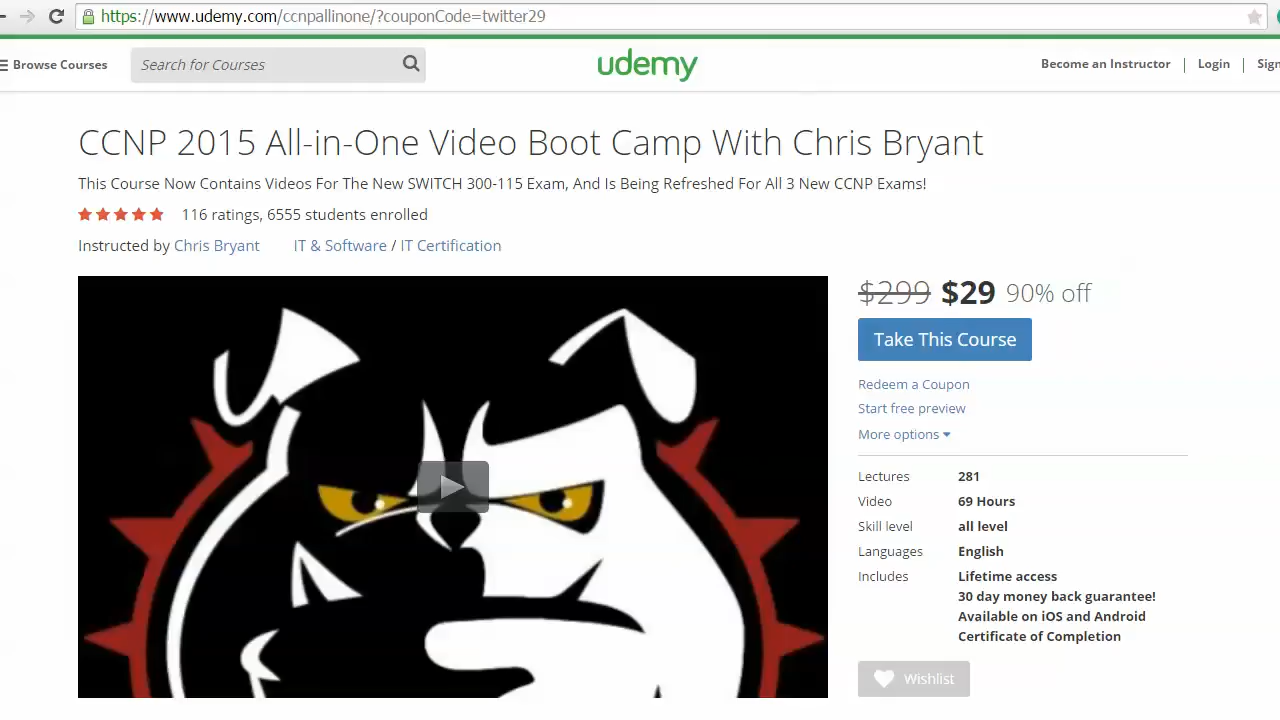 https://www.udemy.com/ccnpallinone/?couponCode=twitter29
Browse Courses
Search for Courses
udemy
Become an Instructor | Login |
CCNP 2015 All-in-One Video Boot Camp With Chris Bryant
This Course Now Contains Videos For The New SWITCH 300-115 Exam, And Is Being Refreshed For All 3 New CCNP Exams!
116 ratings, 6555 students enrolled
Instructed by Chris Bryant IT & Software / IT Certification
$299 $29 90% off
Take This Course
Redeem a Coupon
Start free preview
More options
Lectures 281
Video 69 Hours
Skill level all level
Languages English
Includes Lifetime access
30 day money back guarantee!
Available on iOS and Android
Certificate of Completion
Wishlist